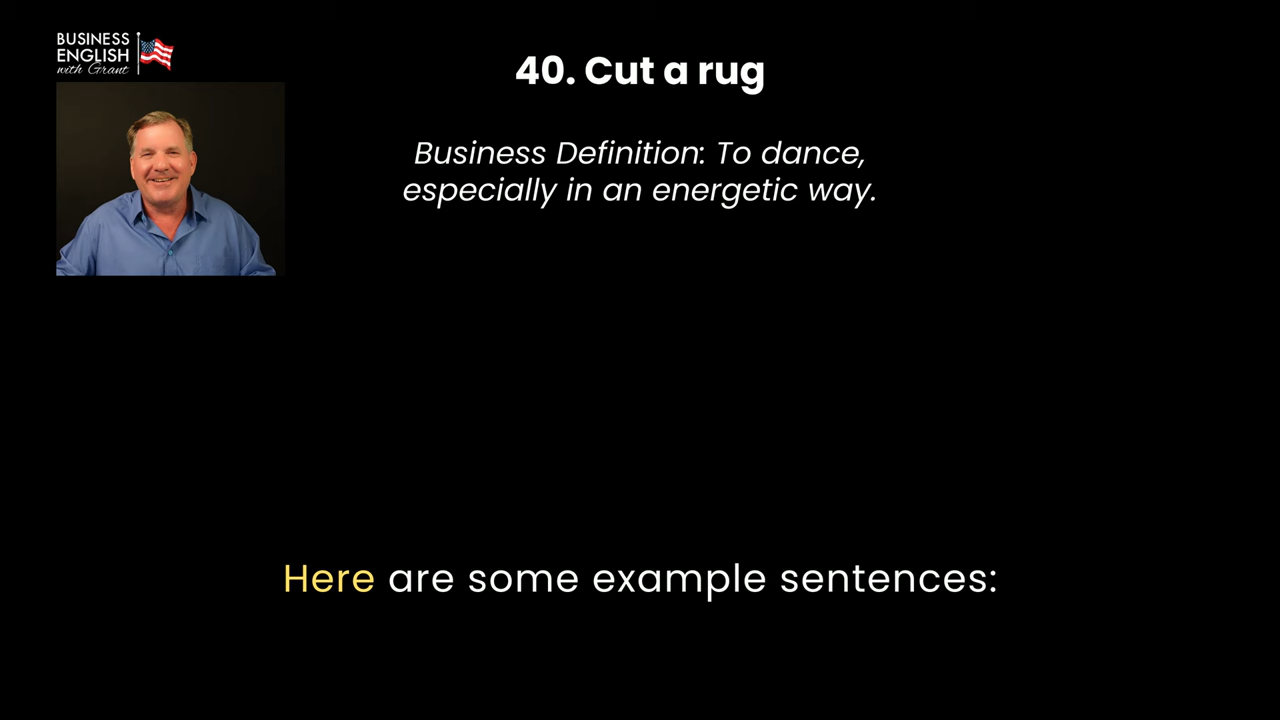 BUSINESS
ENGLISH
with Grant
40. Cut a rug
Business Definition: To dance,
especially in an energetic way.
Here are some example sentences: